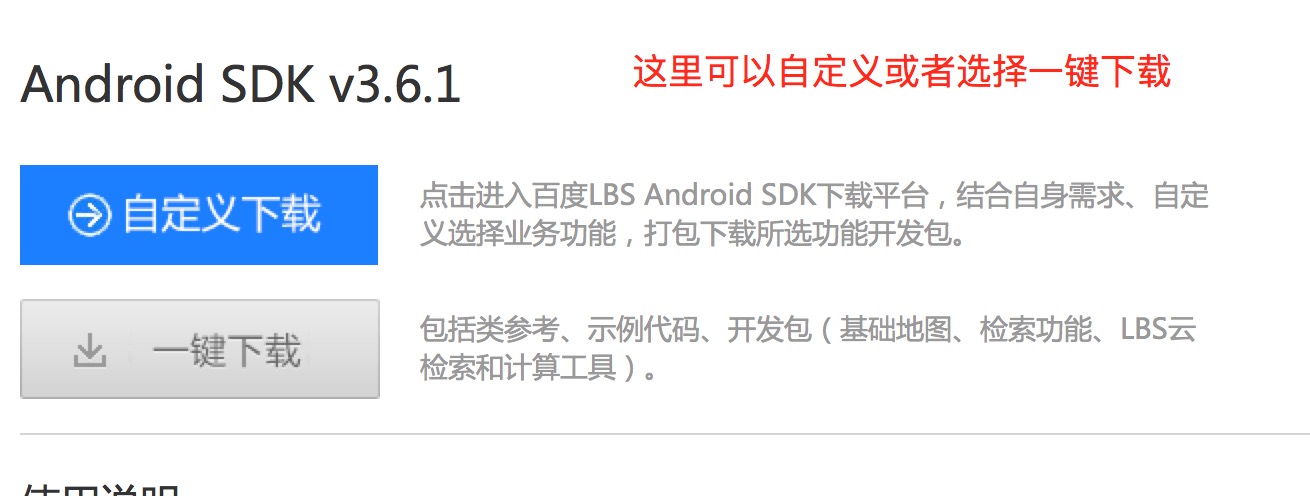 Android SDK v3.6.1
这里可以自定义或者选择一键下载
自定义下载
点击进入百度LBS Android SDK下载平台，结合自身需求、自定
义选择业务功能，打包下载所选功能开发包。
一键下载
包括类参考、示例代码、开发包（基础地图、检索功能、LBS云
检索和计算工具）。
使用说明